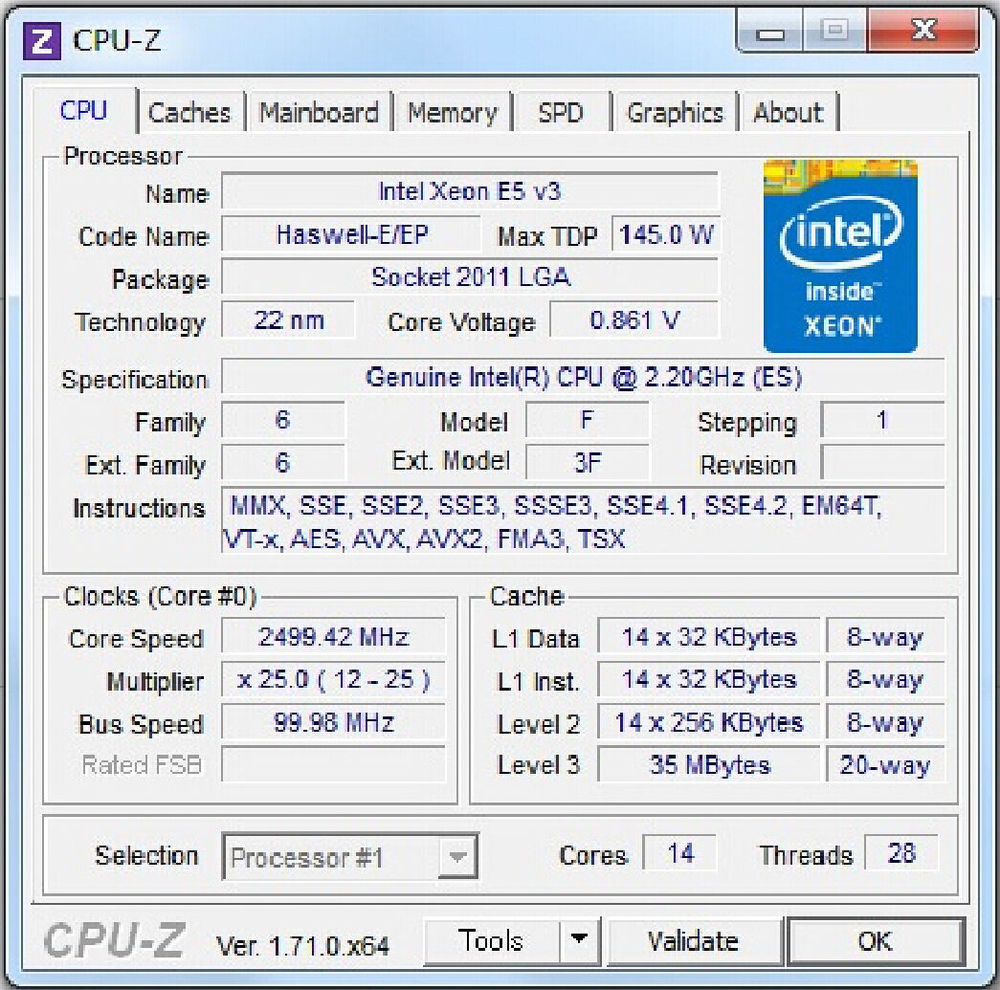 Z CPU-Z
CPU Caches Mainboard Memory SPD Graphics About
Processor
Name Intel Xeon E5 v3
Code Name Haswell-E/EP Max TDP 145.0 W
Package Socket 2011 LGA
Technology 22 nm Core Voltage 0.861 V
intel
inside™
XEON®
Specification Genuine Intel(R) CPU @ 2.20GHz (ES)
Family 6 Model F Stepping 1
Ext. Family 6 Ext. Model 3F Revision
Instructions MMX, SSE, SSE2, SSE3, SSSE3, SSE4.1, SSE4.2, EM64T,
VT-x, AES, AVX, AVX2, FMA3, TSX
Clocks (Core #0)
Core Speed 2499.42 MHz
Multiplier x 25.0 ( 12 - 25 )
Bus Speed 99.98 MHz
Rated FSB
Cache
L1 Data 14 x 32 KBytes 8-way
L1 Inst. 14 x 32 KBytes 8-way
Level 2 14 x 256 KBytes 8-way
Level 3 35 MBytes 20-way
Selection Processor #1 Cores 14 Threads 28
CPU-Z Ver. 1.71.0.x64 Tools Validate OK